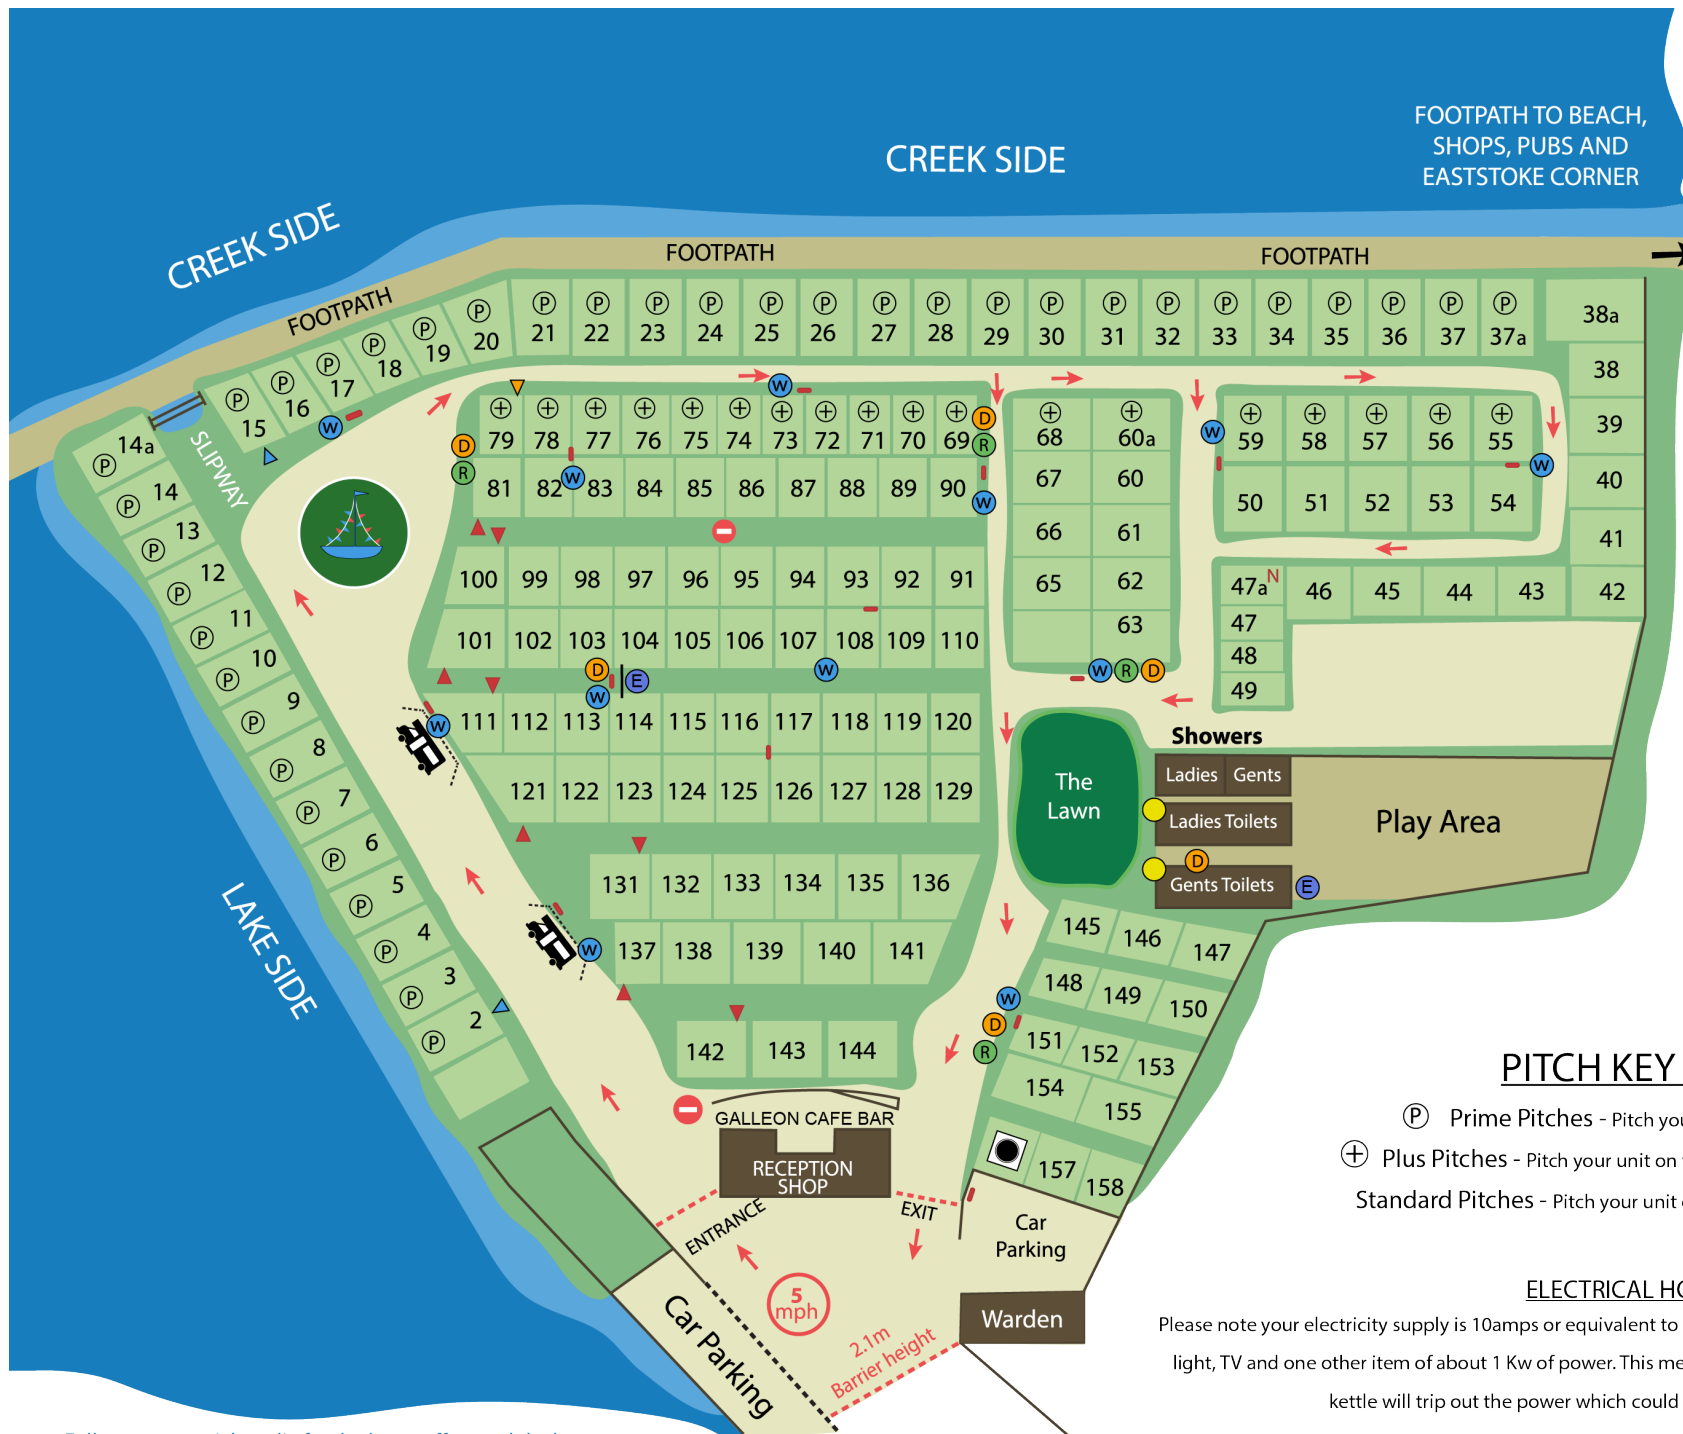 FOOTPATH TO BEACH,
SHOPS, PUBS AND
EASTSTOKE CORNER
CREEK SIDE
CREEK SIDE
FOOTPATH
FOOTPATH
FOOTPATH
P P P P P P P P P P P P P P P P P P
21 22 23 24 25 26 27 28 29 30 31 32 33 34 35 36 37 37a
38a
P P P P P P
15 16 17 18 19 20
38
39
40
41
42
SLIPWAY
W
W
79 78 77 76 75 74 73 72 71 70 69
D
R
D
R
W
W
81 82 83 84 85 86 87 88 89 90
68 60a
67 60
66 61
65 62
63
W R D
W
59 58 57 56 55
W
50 51 52 53 54
47a N 46 45 44 43
47
48
49
14a P
14 P
13 P
12 P
11 P
10 P
9 P
8 P
7 P
6 P
5 P
4 P
3 P
2 P
LAKE SIDE
100 99 98 97 96 95 94 93 92 91
101 102 103 104 105 106 107 108 109 110
D
W
E
W
W
111 112 113 114 115 116 117 118 119 120
121 122 123 124 125 126 127 128 129
131 132 133 134 135 136
W
137 138 139 140 141
142 143 144
The
Lawn
Showers
Ladies Gents
Ladies Toilets
D
Gents Toilets
E
Play Area
145 146 147
148 149 150
W
D
R
151 152 153
154 155
157 158
GALLEON CAFE BAR
RECEPTION
SHOP
ENTRANCE
EXIT
Car
Parking
5
mph
Warden
2.1m
Barrier height
Car Parking
PITCH KEY
P Prime Pitches - Pitch you
Plus Pitches - Pitch your unit on
Standard Pitches - Pitch your unit
ELECTRICAL HO
Please note your electricity supply is 10amps or equivalent to
light, TV and one other item of about 1 Kw of power. This me
kettle will trip out the power which could